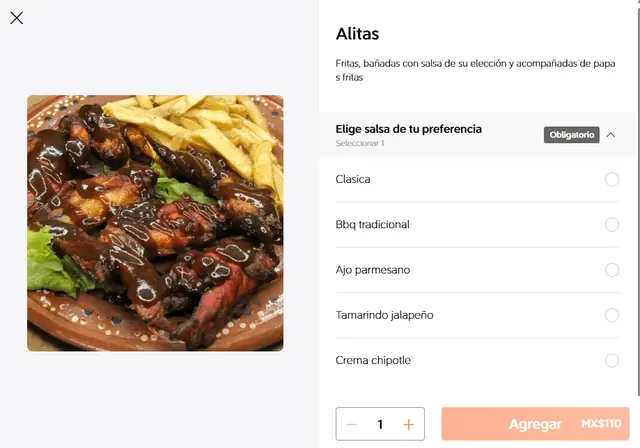 Alitas
Fritas, bañadas con salsa de su elección y acompañadas de papa
s fritas
Elige salsa de tu preferencia
Seleccionar 1
Obligatorio
Clasica
Bbq tradicional
Ajo parmesano
Tamarindo jalapeño
Crema chipotle
1
Agregar MX$110